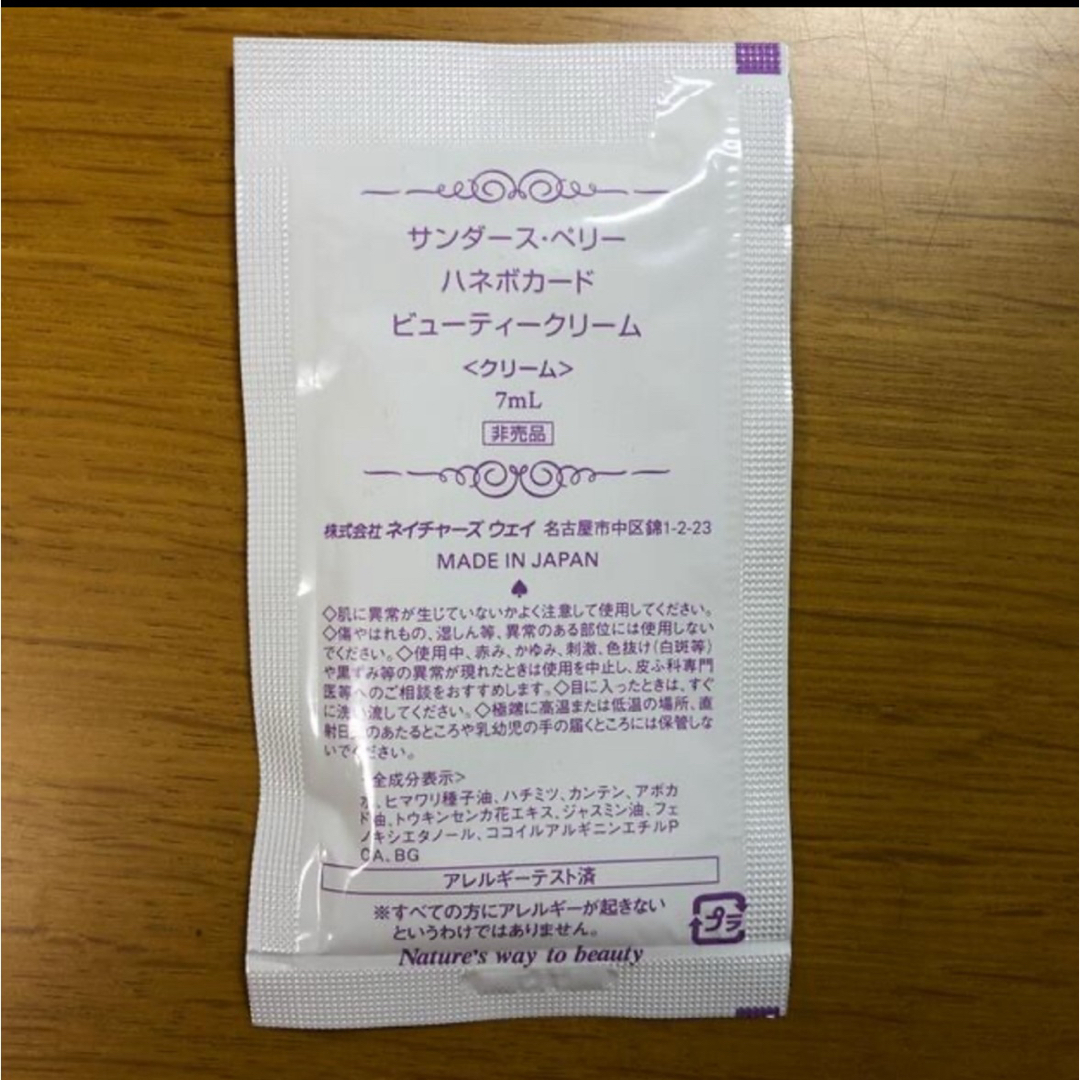 サンダース・ペリー
ハネボカード
ビューティークリーム
<クリーム>
7mL
非売品
株式会社 ネイチャーズ ウェイ 名古屋市中区錦1-2-23
MADE IN JAPAN
◇肌に異常が生じていないかよく注意して使用してください。
◇傷やはれもの、湿しん等、異常のある部位には使用しない
でください。◇使用中、赤み、かゆみ、刺激、色抜け(白斑等)
や黒ずみ等の異常が現れたときは使用を中止し、皮ふ科専門
医等へのご相談をおすすめします。◇目に入ったときは、すぐ
に洗い流してください。◇極端に高温または低温の場所、直
射日光のあたるところや乳幼児の手の届くところには保管しな
いでください。
<全成分表示>
水、ヒマワリ種子油、ハチミツ、カンテン、アボカ
ド油、トウキンセンカ花エキス、ジャスミン油、フェ
ノキシエタノール、ココイルアルギニンエチルP
CA、BG
アレルギーテスト済
※すべての方にアレルギーが起きない
というわけではありません。
プラ
Nature's way to beauty